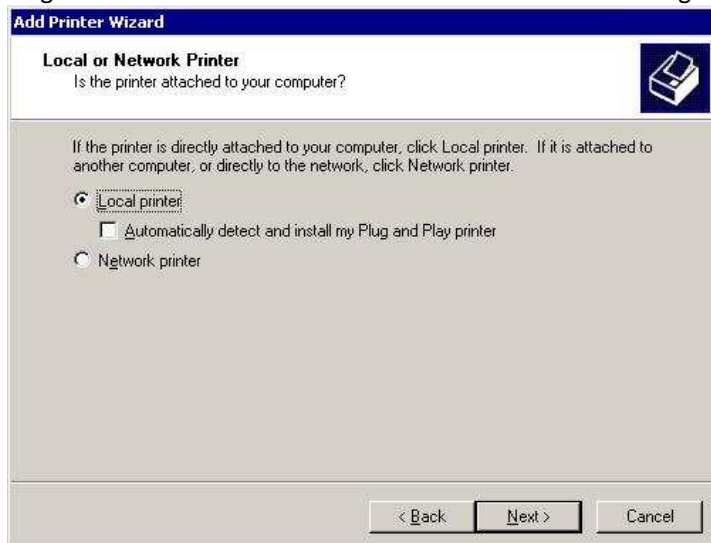 Add Printer Wizard
Local or Network Printer
Is the printer attached to your computer?
If the printer is directly attached to your computer, click Local printer. If it is attached to
another computer, or directly to the network, click Network printer.
Local printer
Automatically detect and install my Plug and Play printer
Network printer
< Back Next > Cancel